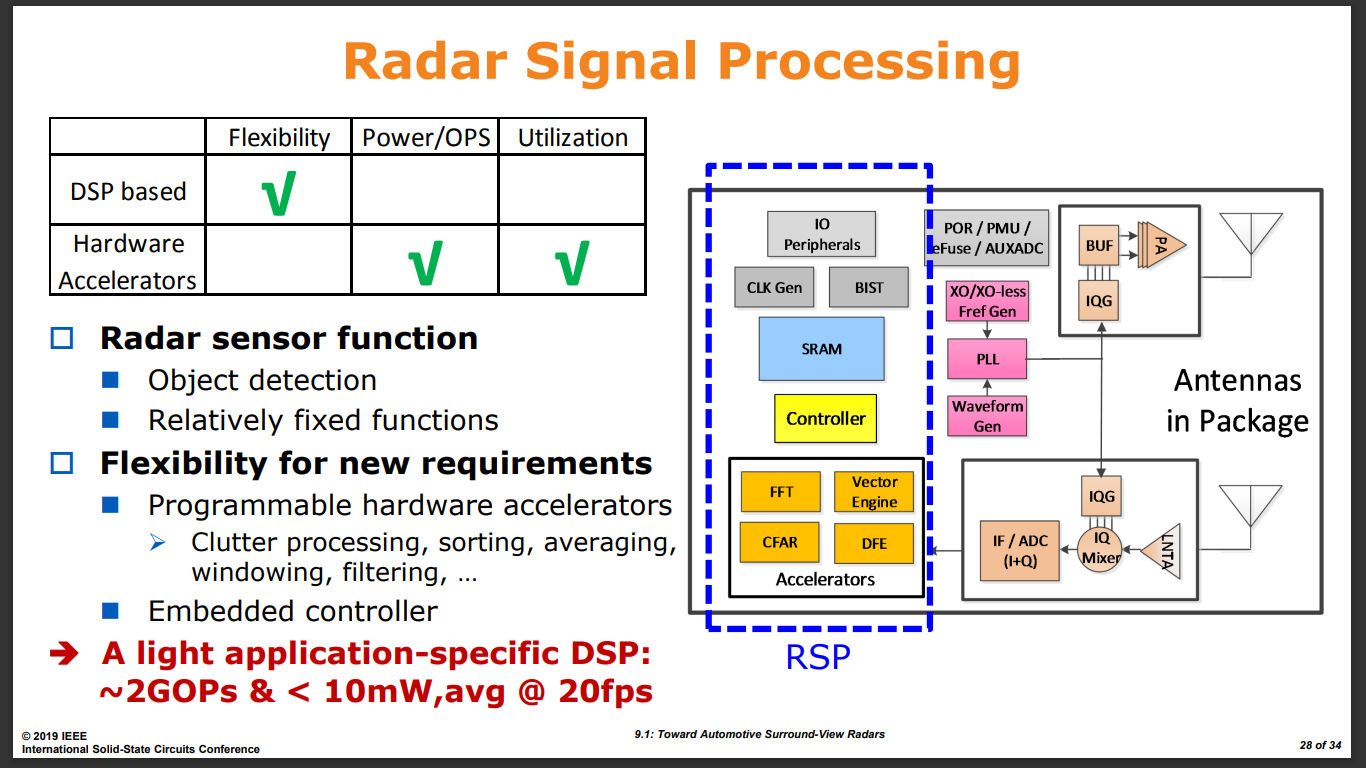 Radar Signal Processing
Flexibility
Power/OPS
Utilization
DSP based
√
Hardware
Accelerators
√
√
Radar sensor function
Object detection
Relatively fixed functions
Flexibility for new requirements
Programmable hardware accelerators
Clutter processing, sorting, averaging,
windowing, filtering, …
Embedded controller
➔ A light application-specific DSP:
~2GOPs & < 10mW,avg @ 20fps
IO
Peripherals
CLK Gen
BIST
SRAM
Controller
FFT
Vector
Engine
CFAR
DFE
Accelerators
RSP
POR / PMU /
eFuse / AUXADC
XO/XO-less
Fref Gen
PLL
Waveform
Gen
BUF
PA
IQG
Antennas
in Package
IQG
IF / ADC
(I+Q)
IQ
Mixer
LNTA
© 2019 IEEE
International Solid-State Circuits Conference
9.1: Toward Automotive Surround-View Radars
28 of 34